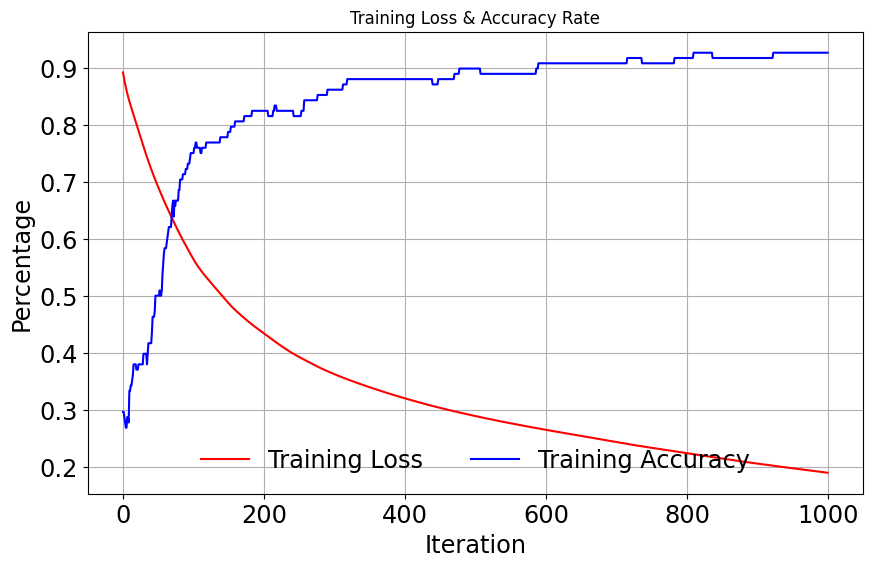 Training Loss & Accuracy Rate
0.9
0.8
0.7
0.6
0.5
0.4
0.3
0.2
Percentage
Training Loss
Training Accuracy
0 200 400 600 800 1000
Iteration